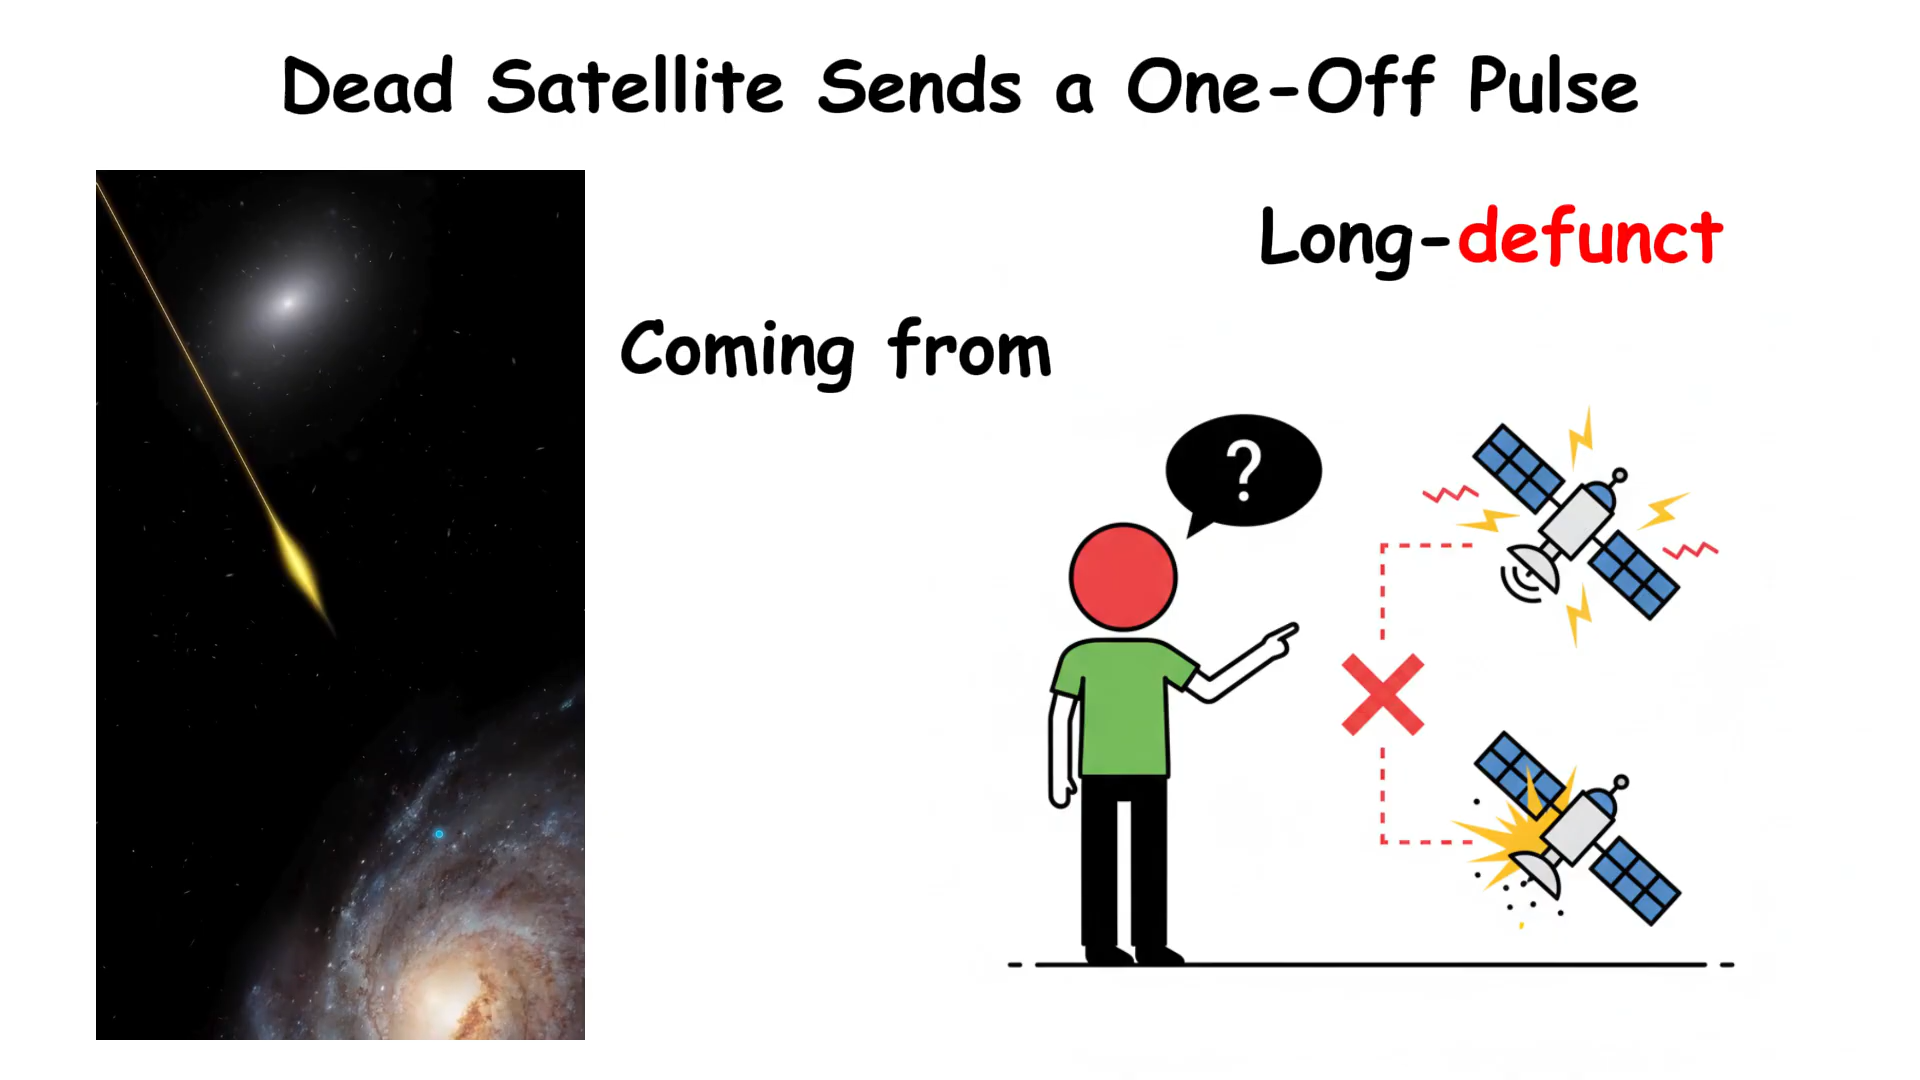 Dead Satellite Sends a One-Off Pulse
Long-defunct
Coming from
?